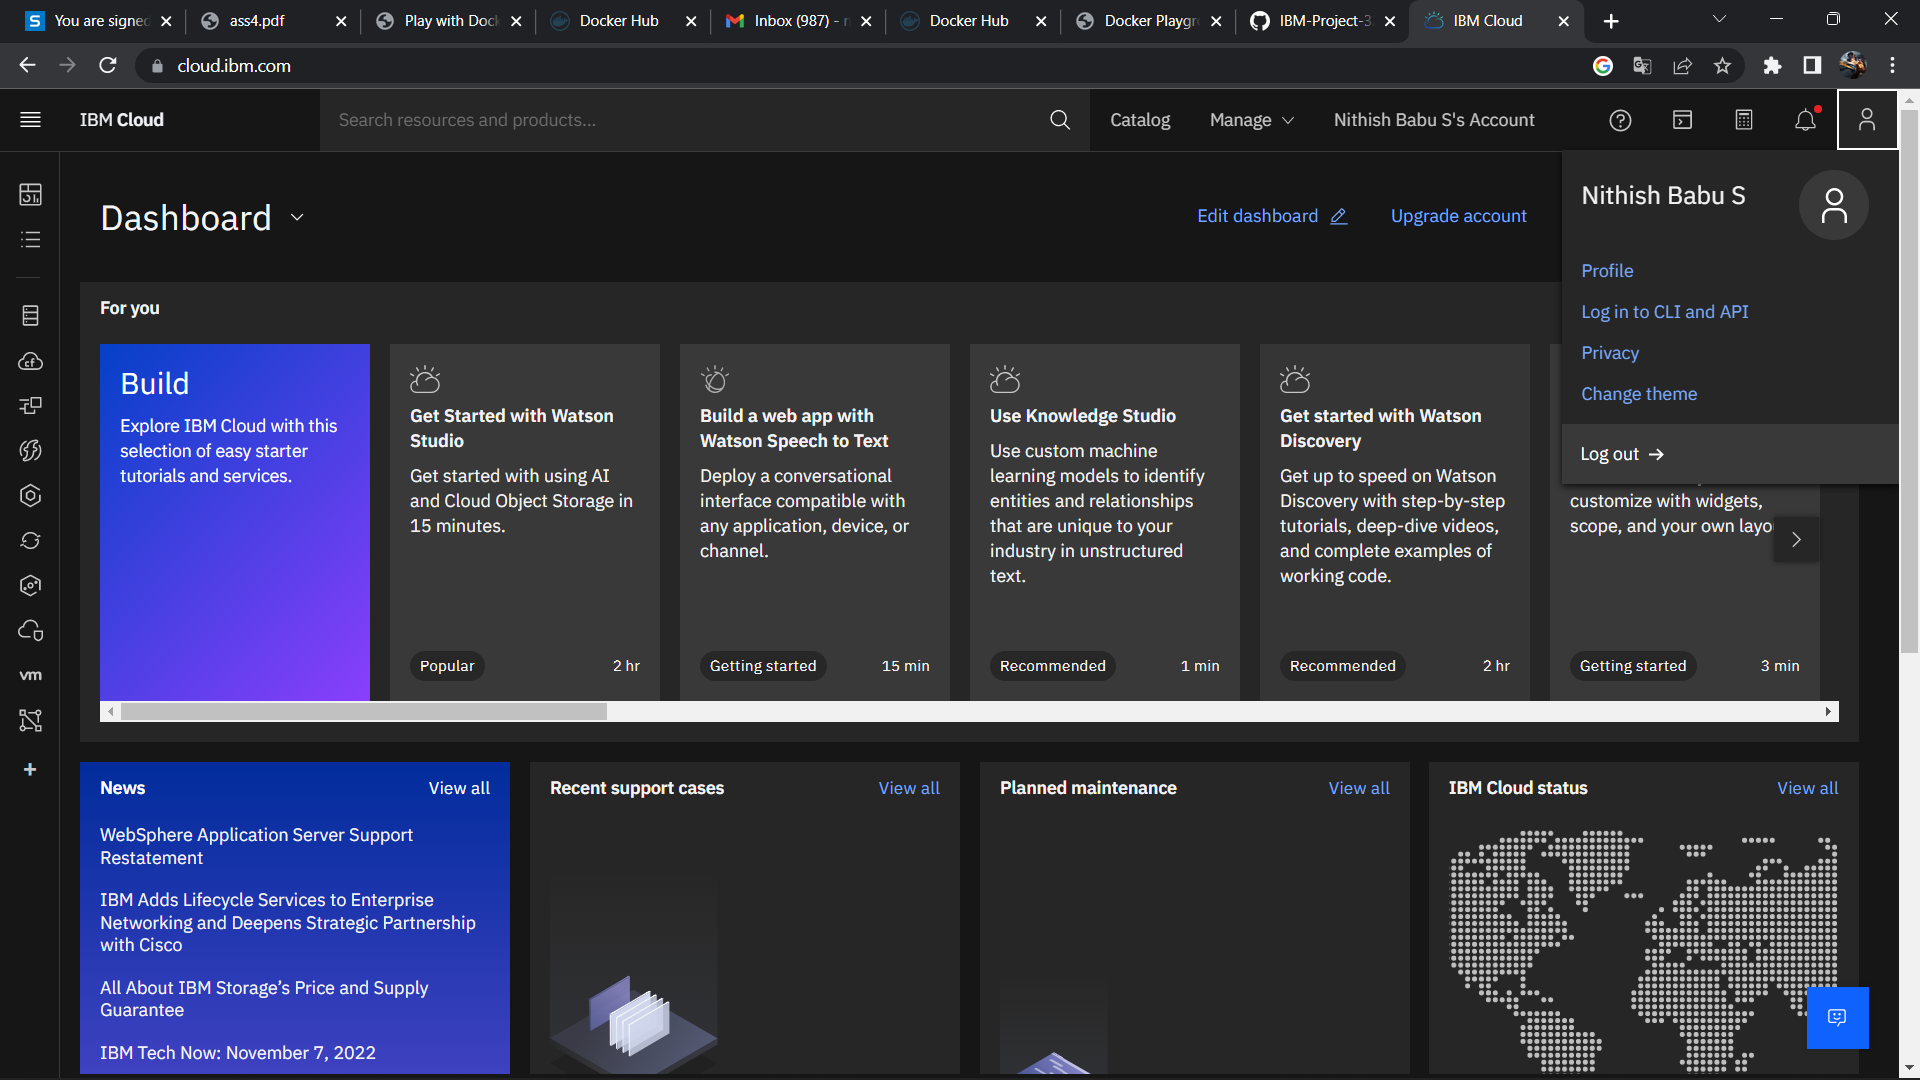 You are signed
ass4.pdf
Play with Dock
Docker Hub
Inbox (987) - n
Docker Hub
Docker Playgr
IBM-Project-3
IBM Cloud
cloud.ibm.com
IBM Cloud
Search resources and products...
Catalog
Manage
Nithish Babu S's Account
Nithish Babu S
Profile
Log in to CLI and API
Privacy
Change theme
Log out
Dashboard
Edit dashboard
Upgrade account
For you
Build
Explore IBM Cloud with this
selection of easy starter
tutorials and services.
Get Started with Watson
Studio
Get started with using AI
and Cloud Object Storage in
15 minutes.
Popular
2 hr
Build a web app with
Watson Speech to Text
Deploy a conversational
interface compatible with
any application, device, or
channel.
Getting started
15 min
Use Knowledge Studio
Use custom machine
learning models to identify
entities and relationships
that are unique to your
industry in unstructured
text.
Recommended
1 min
Get started with Watson
Discovery
Get up to speed on Watson
Discovery with step-by-step
tutorials, deep-dive videos,
and complete examples of
working code.
Recommended
2 hr
customize with widgets,
scope, and your own layo
Getting started
3 min
vm
News
View all
WebSphere Application Server Support
Restatement
IBM Adds Lifecycle Services to Enterprise
Networking and Deepens Strategic Partnership
with Cisco
All About IBM Storage’s Price and Supply
Guarantee
IBM Tech Now: November 7, 2022
Recent support cases
View all
Planned maintenance
View all
IBM Cloud status
View all